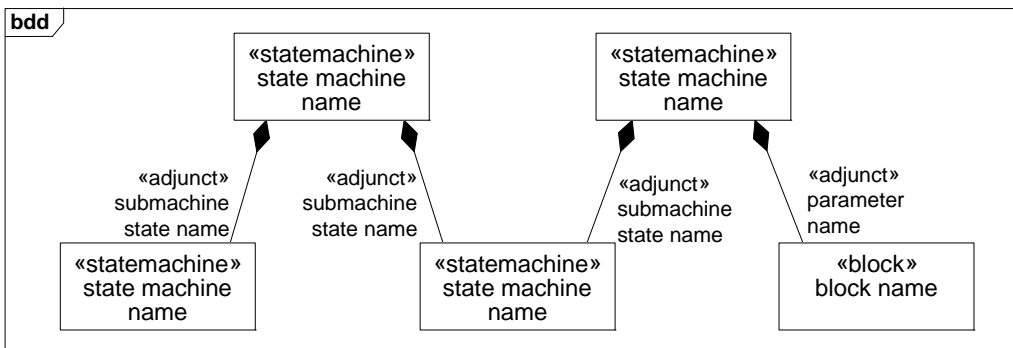 bdd
«statemachine»
state machine
name
«statemachine»
state machine
name
«adjunct»
submachine
state name
«adjunct»
submachine
state name
«adjunct»
submachine
state name
«adjunct»
parameter
name
«statemachine»
state machine
name
«statemachine»
state machine
name
«block»
block name